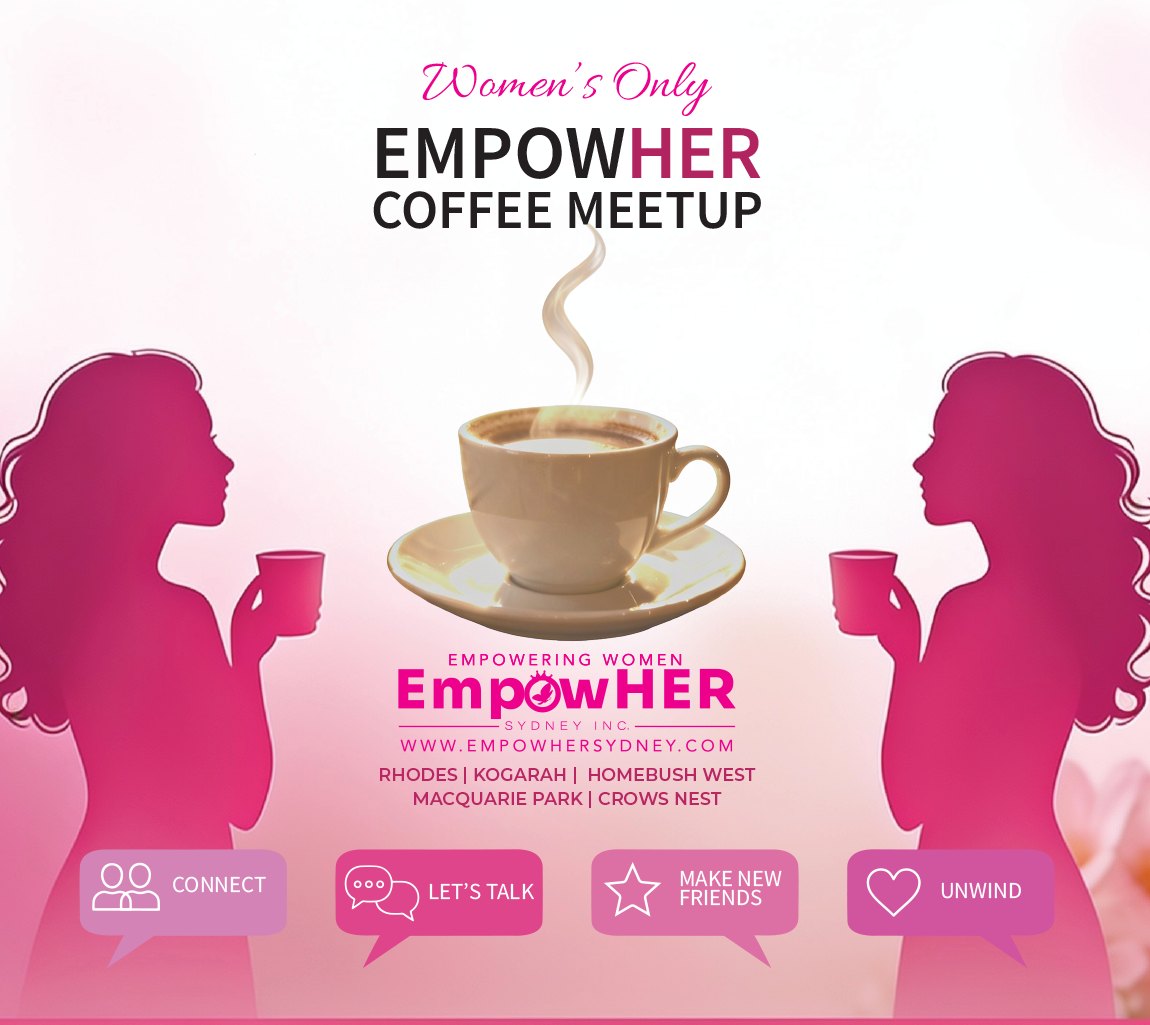 Women's Only
EMPOWHER
COFFEE MEETUP
EMPOWERING WOMEN
EmpowHER
SYDNEY INC.
WWW.EMPOWHERSYDNEY.COM
RHODES | KOGARAH | HOMEBUSH WEST
MACQUARIE PARK | CROWS NEST
CONNECT
LET'S TALK
MAKE NEW
FRIENDS
UNWIND